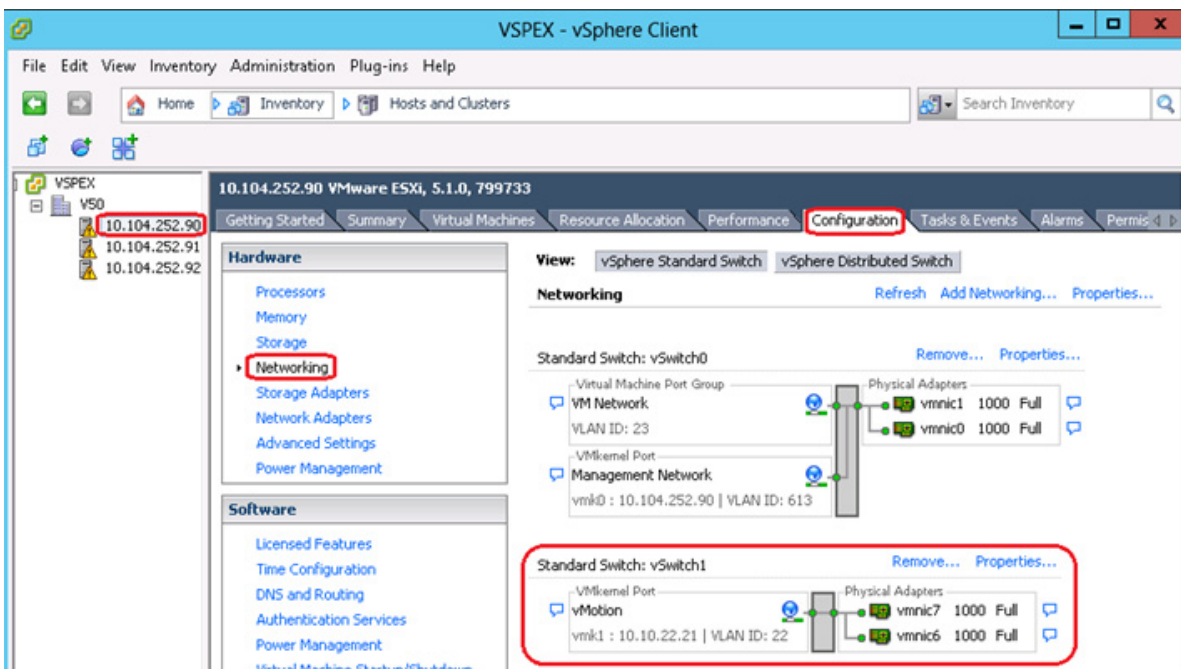 VSPEX - vSphere Client
File Edit View Inventory Administration Plug-ins Help
Home Inventory Hosts and Clusters
Search Inventory
VSPEX
V50
10.104.252.90
10.104.252.91
10.104.252.92
10.104.252.90 VMware ESXi, 5.1.0, 799733
Getting Started Summary Virtual Machines Resource Allocation Performance Configuration Tasks & Events Alarms Permis
Hardware
Processors
Memory
Storage
Networking
Storage Adapters
Network Adapters
Advanced Settings
Power Management
Software
Licensed Features
Time Configuration
DNS and Routing
Authentication Services
Power Management
Virtual Machine Startup/Shutdown
View: vSphere Standard Switch vSphere Distributed Switch
Networking
Refresh Add Networking... Properties...
Standard Switch: vSwitch0
Remove... Properties...
Virtual Machine Port Group
VM Network
VLAN ID: 23
VMkernel Port
Management Network
vmk0 : 10.104.252.90 | VLAN ID: 613
Physical Adapters
vmnic1 1000 Full
vmnic0 1000 Full
Standard Switch: vSwitch1
Remove... Properties...
VMkernel Port
vMotion
vmk1 : 10.10.22.21 | VLAN ID: 22
Physical Adapters
vmnic7 1000 Full
vmnic6 1000 Full